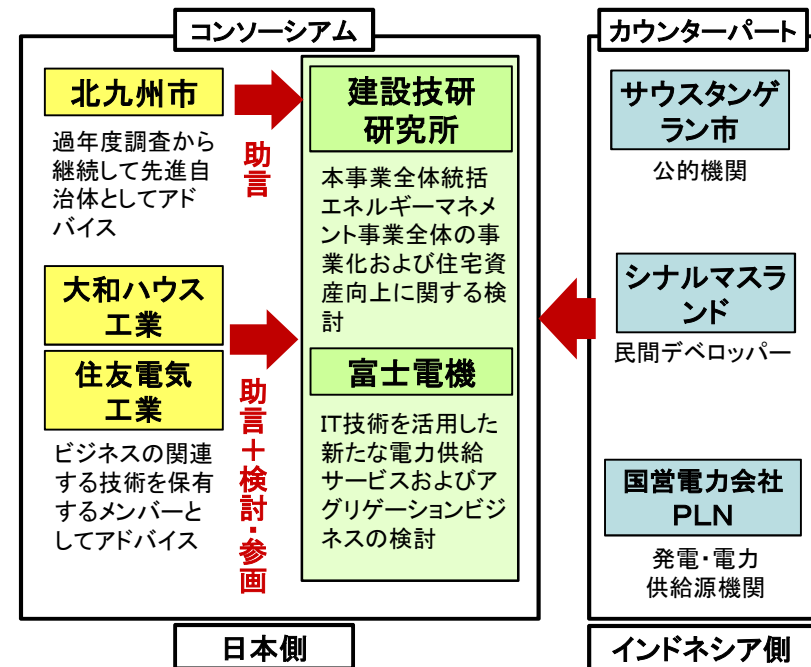 コンソーシアム
北九州市
過年度調査から
継続して先進自
治体としてアド
バイス
助言
大和ハウス
工業
住友電気
工業
ビジネスの関連
する技術を保有
するメンバーと
してアドバイス
助言＋検討・参画
建設技研
研究所
本事業全体統括
エネルギーマネメ
ント事業全体の事
業化および住宅資
産向上に関する検
討
富士電機
IT技術を活用した
新たな電力供給
サービスおよびア
グリゲーションビジ
ネスの検討
日本側
カウンターパート
サウスタンゲ
ラン市
公的機関
シナルマスラ
ンド
民間デベロッパー
国営電力会社
ＰＬＮ
発電・電力
供給源機関
インドネシア側